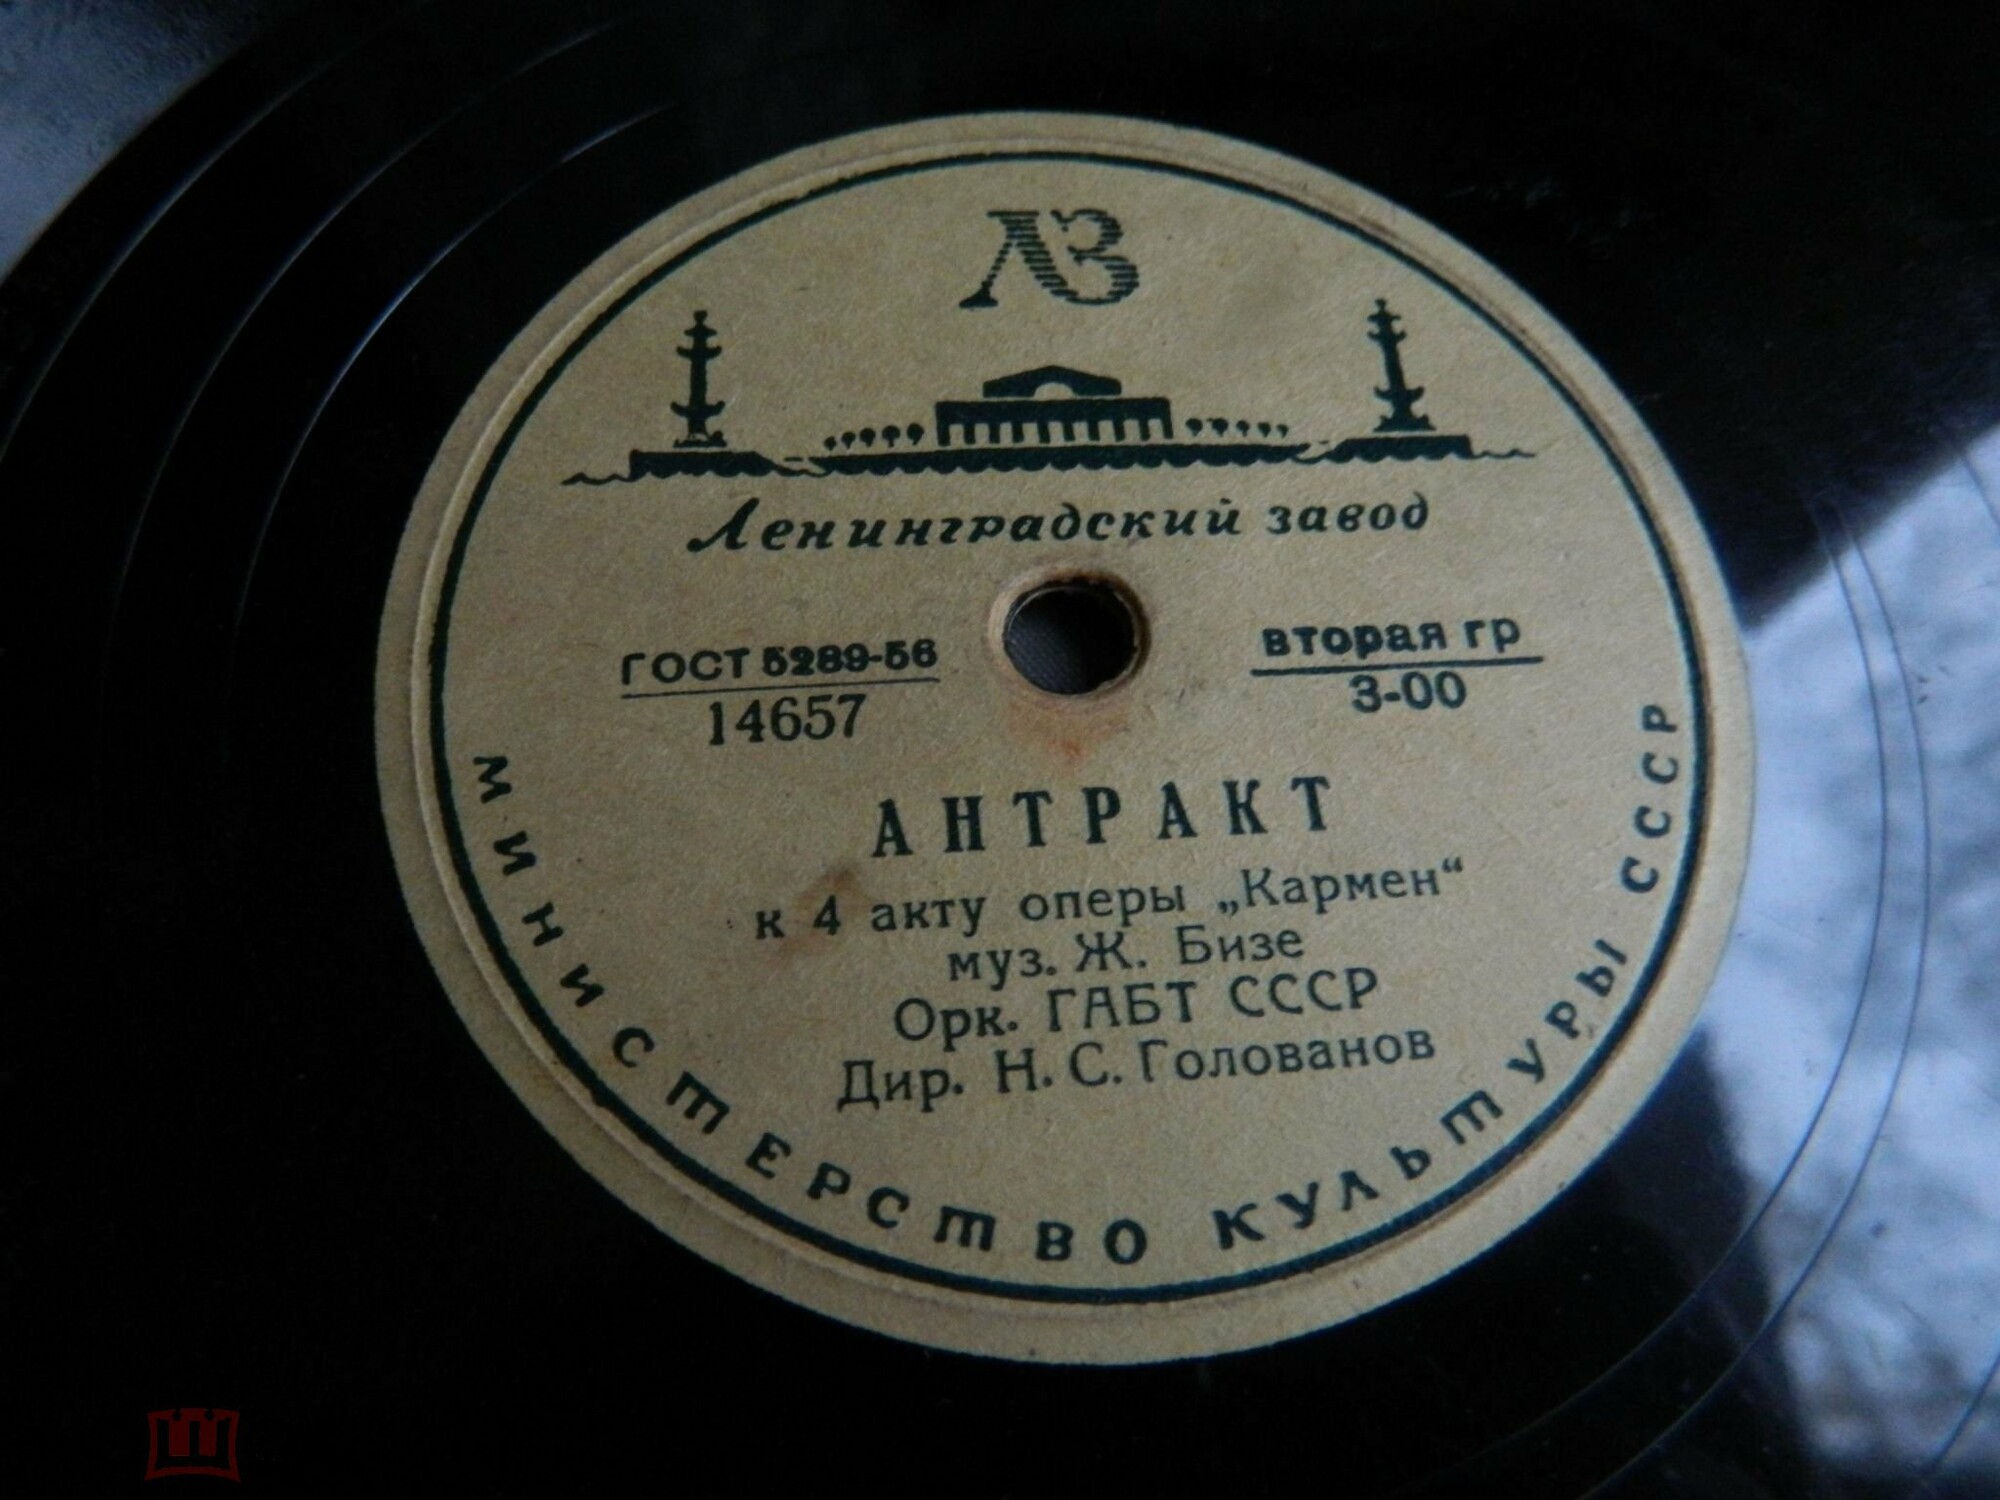 ЛЗ
Ленинградский завод
ГОСТ 5289-56
14657
вторая гр
3-00
АНТРАКТ
к 4 акту оперы „Кармен“
муз. Ж. Бизе
Орк. ГАБТ СССР
Дир. Н. С. Голованов
МИНИСТЕРСТВО КУЛЬТУРЫ СССР